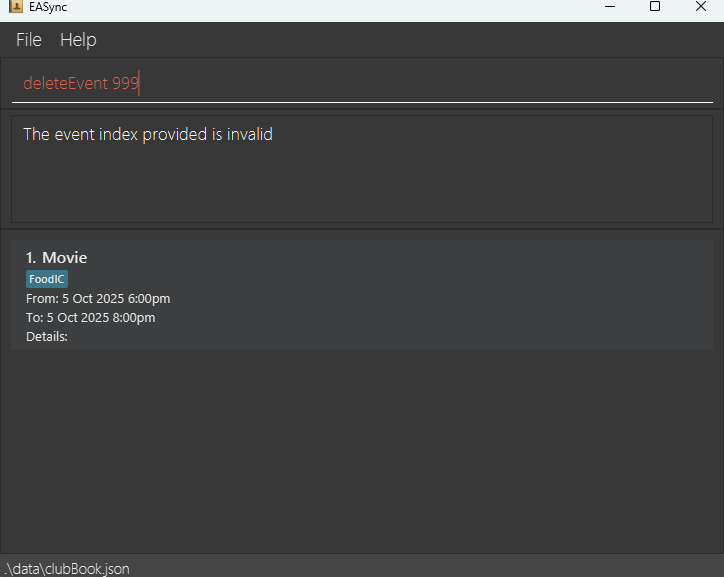 EASync
File Help
deleteEvent 999
The event index provided is invalid
1. Movie
FoodIC
From: 5 Oct 2025 6:00pm
To: 5 Oct 2025 8:00pm
Details:
.\data\clubBook.json